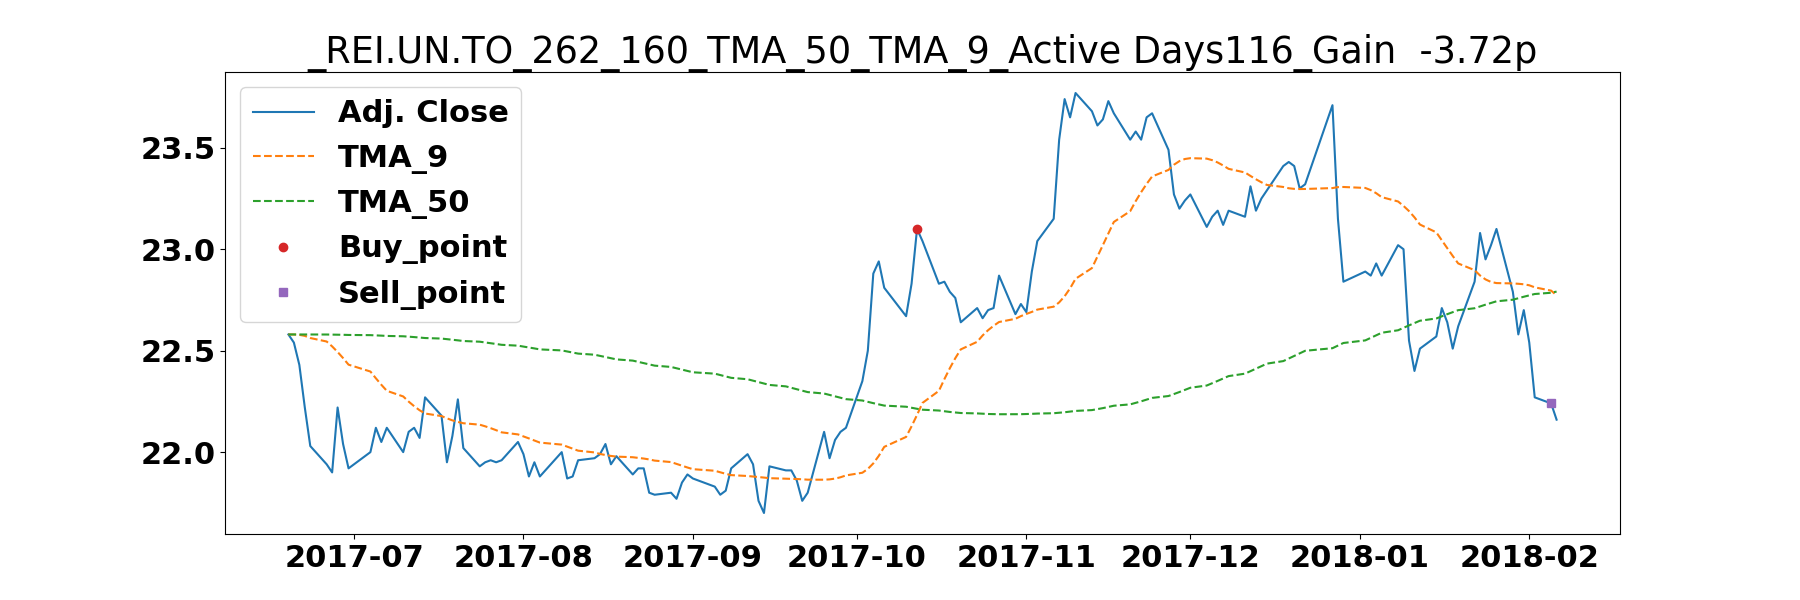 _REI.UN.TO_262_160_TMA_50_TMA_9_Active Days116_Gain  -3.72p
Adj. Close
TMA_9
TMA_50
Buy_point
Sell_point
23.5
23.0
22.5
22.0
2017-07 2017-08 2017-09 2017-10 2017-11 2017-12 2018-01 2018-02